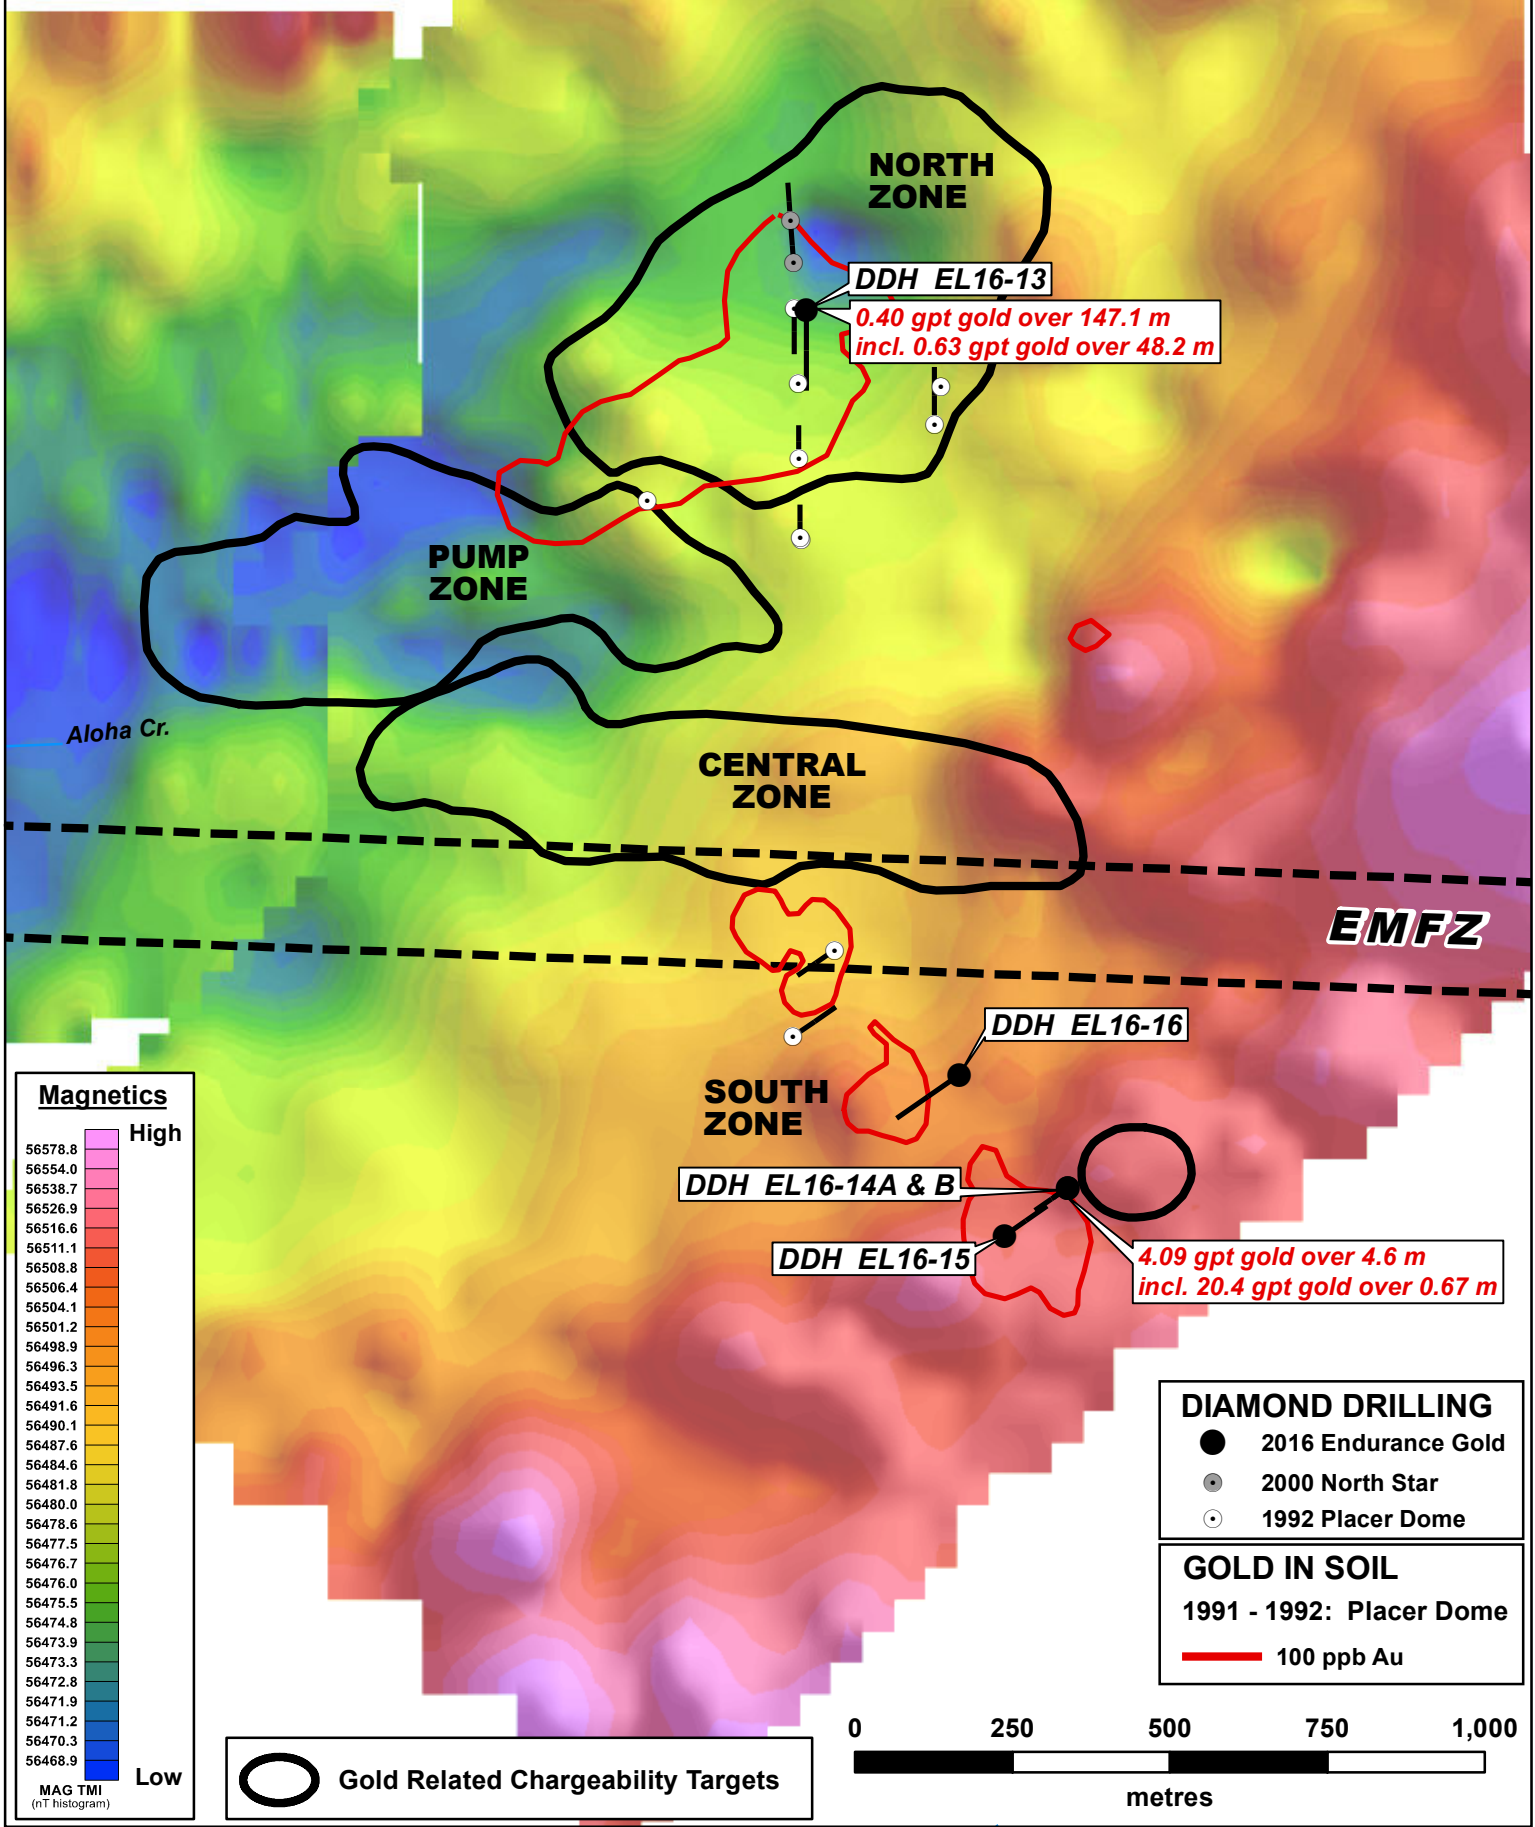 NORTH
ZONE
DDH EL16-13
0.40 gpt gold over 147.1 m
incl. 0.63 gpt gold over 48.2 m
PUMP
ZONE
Aloha Cr.
CENTRAL
ZONE
EMFZ
DDH EL16-16
SOUTH
ZONE
DDH EL16-14A & B
DDH EL16-15
4.09 gpt gold over 4.6 m
incl. 20.4 gpt gold over 0.67 m
Magnetics
High
56578.8
56554.0
56538.7
56526.9
56516.6
56511.1
56508.8
56506.4
56504.1
56501.2
56498.9
56496.3
56493.5
56491.6
56490.1
56487.6
56484.6
56481.8
56480.0
56478.6
56477.5
56476.7
56476.0
56475.5
56474.8
56473.9
56473.3
56472.8
56471.9
56471.2
56470.3
56468.9
Low
MAG TMI
(nT histogram)
DIAMOND DRILLING
2016 Endurance Gold
2000 North Star
1992 Placer Dome
GOLD IN SOIL
1991 - 1992: Placer Dome
100 ppb Au
Gold Related Chargeability Targets
0 250 500 750 1,000
metres